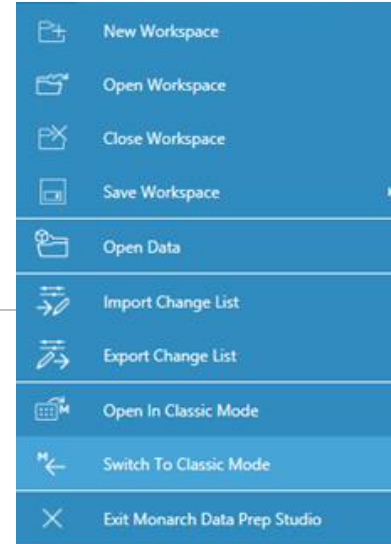 New Workspace
Open Workspace
Close Workspace
Save Workspace
Open Data
Import Change List
Export Change List
Open In Classic Mode
Switch To Classic Mode
Exit Monarch Data Prep Studio